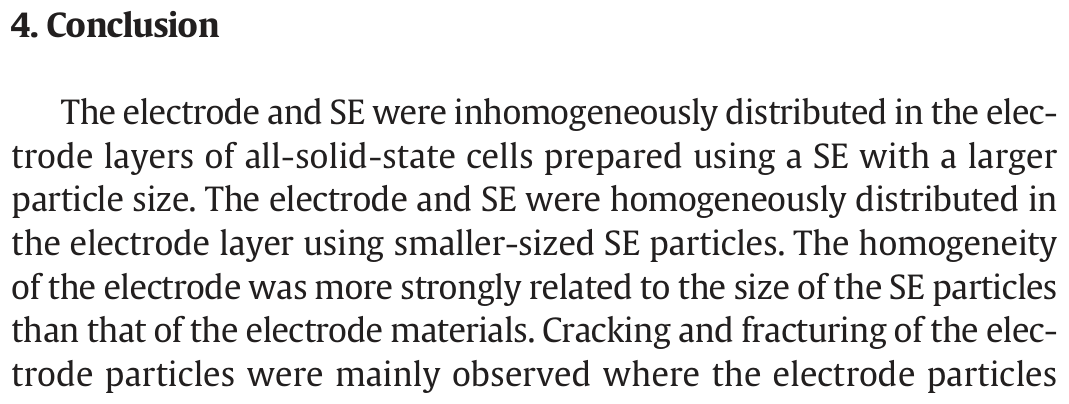 4. Conclusion
The electrode and SE were inhomogeneously distributed in the elec-
trode layers of all-solid-state cells prepared using a SE with a larger
particle size. The electrode and SE were homogeneously distributed in
the electrode layer using smaller-sized SE particles. The homogeneity
of the electrode was more strongly related to the size of the SE particles
than that of the electrode materials. Cracking and fracturing of the elec-
trode particles were mainly observed where the electrode particles